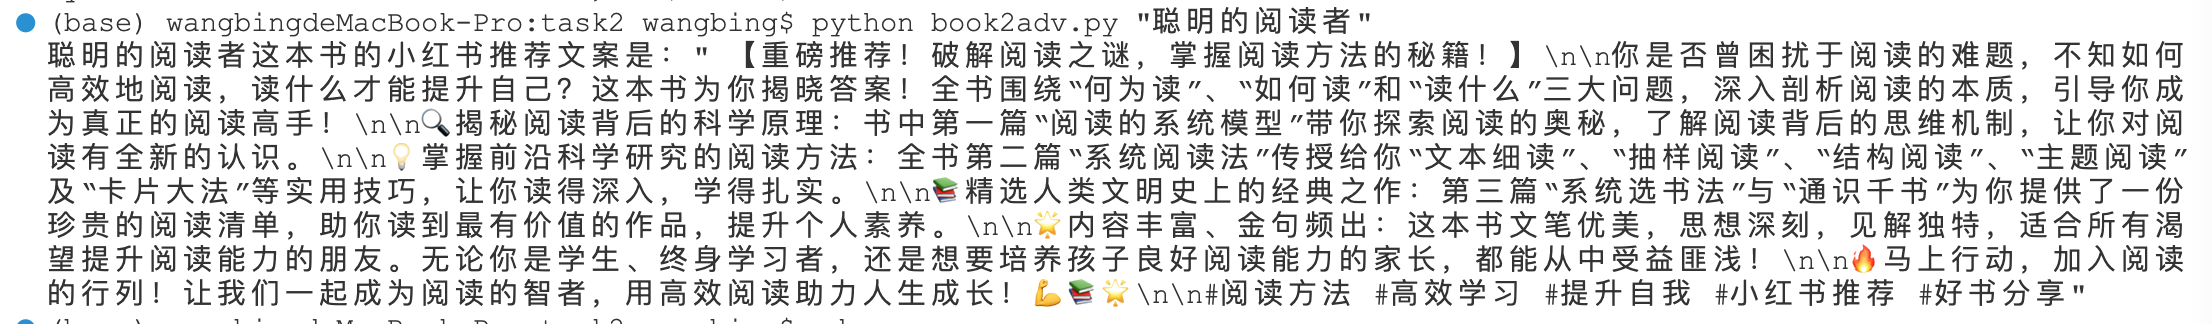 (base) wangbingdeMacBook-Pro:task2 wangbing$ python book2adv.py "聪明的阅读者"
聪明的阅读者这本书的小红书推荐文案是：" 【重磅推荐！破解阅读之谜，掌握阅读方法的秘籍！】\n\n你是否曾困扰于阅读的难题，不知如何
高效地阅读，读什么才能提升自己？这本书为你揭晓答案！全书围绕“何为读”、“如何读”和“读什么”三大问题，深入剖析阅读的本质，引导你成
为真正的阅读高手！\n\n🔍揭秘阅读背后的科学原理：书中第一篇“阅读的系统模型”带你探索阅读的奥秘，了解阅读背后的思维机制，让你对阅
读有全新的认识。\n\n💡掌握前沿科学研究的阅读方法：全书第二篇“系统阅读法”传授给你“文本细读”、“抽样阅读”、“结构阅读”、“主题阅读”
及“卡片大法”等实用技巧，让你读得深入，学得扎实。\n\n📚精选人类文明史上的经典之作：第三篇“系统选书法”与“通识千书”为你提供了一份
珍贵的阅读清单，助你读到最有价值的作品，提升个人素养。\n\n🌟内容丰富、金句频出：这本书文笔优美，思想深刻，见解独特，适合所有渴
望提升阅读能力的朋友。无论你是学生、终身学习者，还是想要培养孩子良好阅读能力的家长，都能从中受益匪浅！\n\n🔥马上行动，加入阅读
的行列！让我们一起成为阅读的智者，用高效阅读助力人生成长！💪📚🌟\n\n#阅读方法 #高效学习 #提升自我 #小红书推荐 #好书分享"